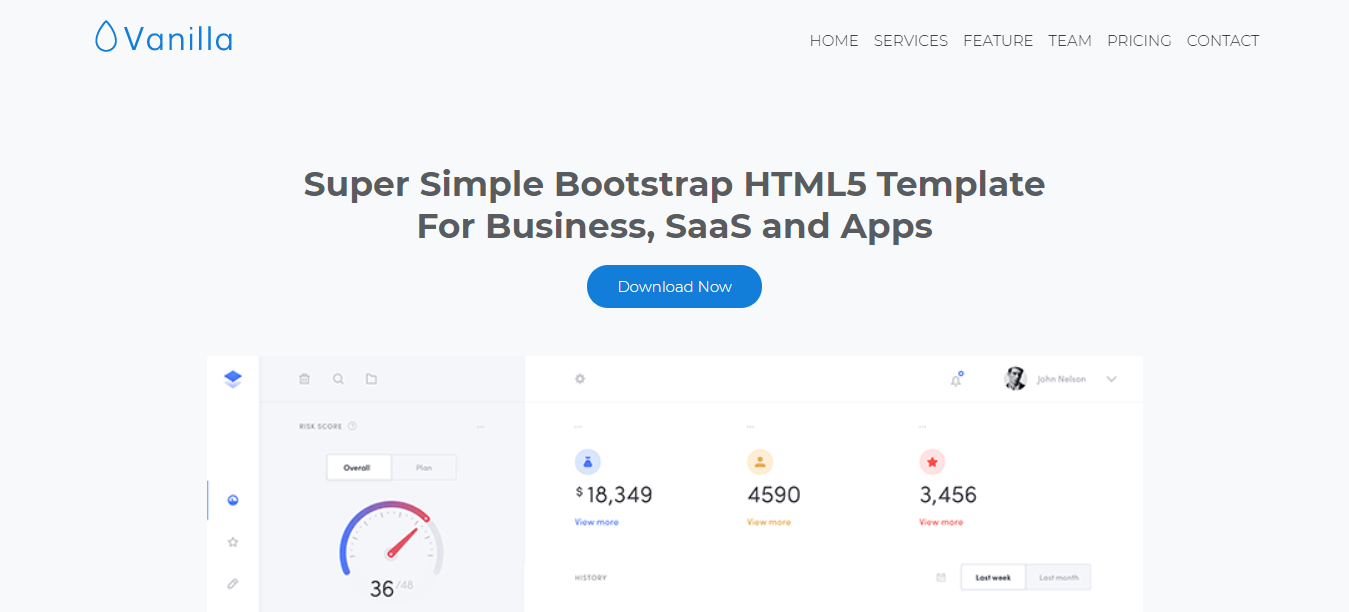 Vanilla
HOME SERVICES FEATURE TEAM PRICING CONTACT
Super Simple Bootstrap HTML5 Template
For Business, SaaS and Apps
Download Now
John Nelson
RISK SCORE ?
Overall Plan
36/48
$18,349 4590 3,456
View more View more View more
HISTORY Last week Last month